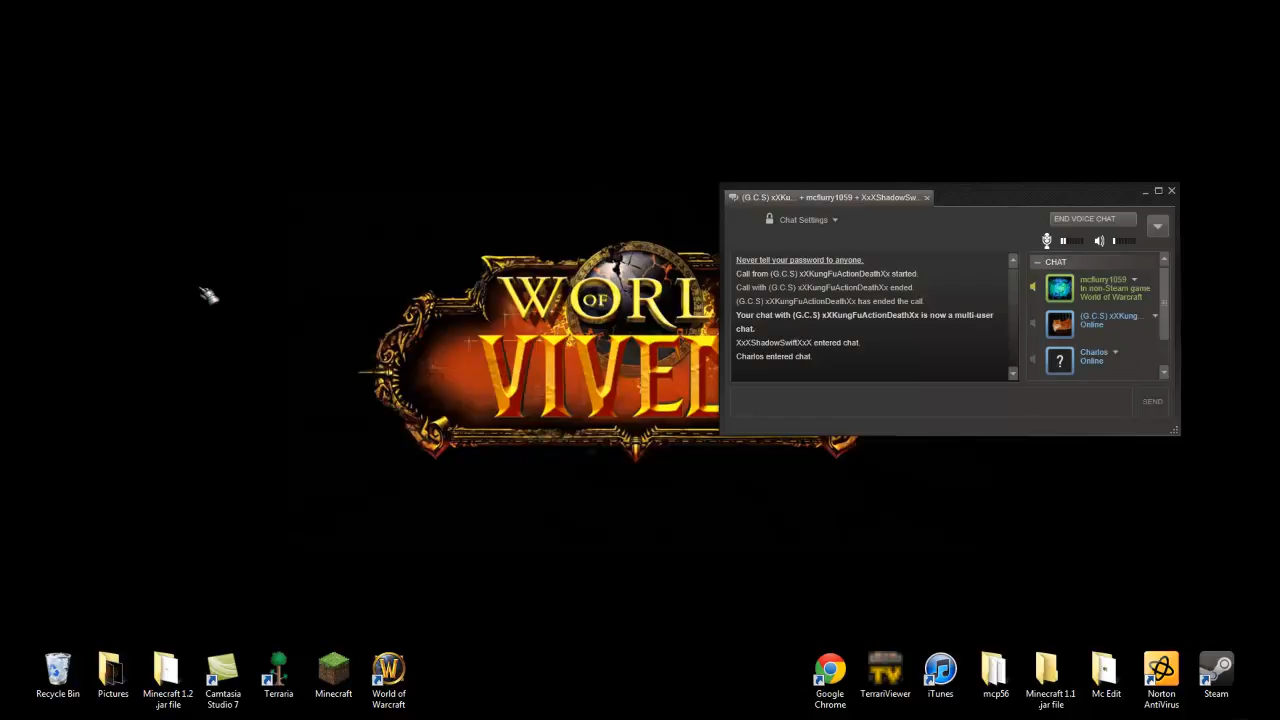 (G.C.S) xXKu... + mcflurry1059 + XxXShadowSw...
Chat Settings
END VOICE CHAT
Never tell your password to anyone.
Call from (G.C.S) xXKungFuActionDeathXx started.
Call with (G.C.S) xXKungFuActionDeathXx ended.
(G.C.S) xXKungFuActionDeathXx has ended the call.
Your chat with (G.C.S) xXKungFuActionDeathXx is now a multi-user
chat.
XxXShadowSwiftXxX entered chat.
Charlos entered chat.
CHAT
mcflurry1059
In non-Steam game
World of Warcraft
(G.C.S) xXKung...
Online
Charlos
Online
?
SEND
WORL
OF
VIVED
Recycle Bin
Pictures
Minecraft 1.2
.jar file
Camtasia
Studio 7
Terraria
Minecraft
W
World of
Warcraft
Google
Chrome
TV
TerrariViewer
iTunes
mcp56
Minecraft 1.1
.jar file
Mc Edit
Norton
AntiVirus
Steam